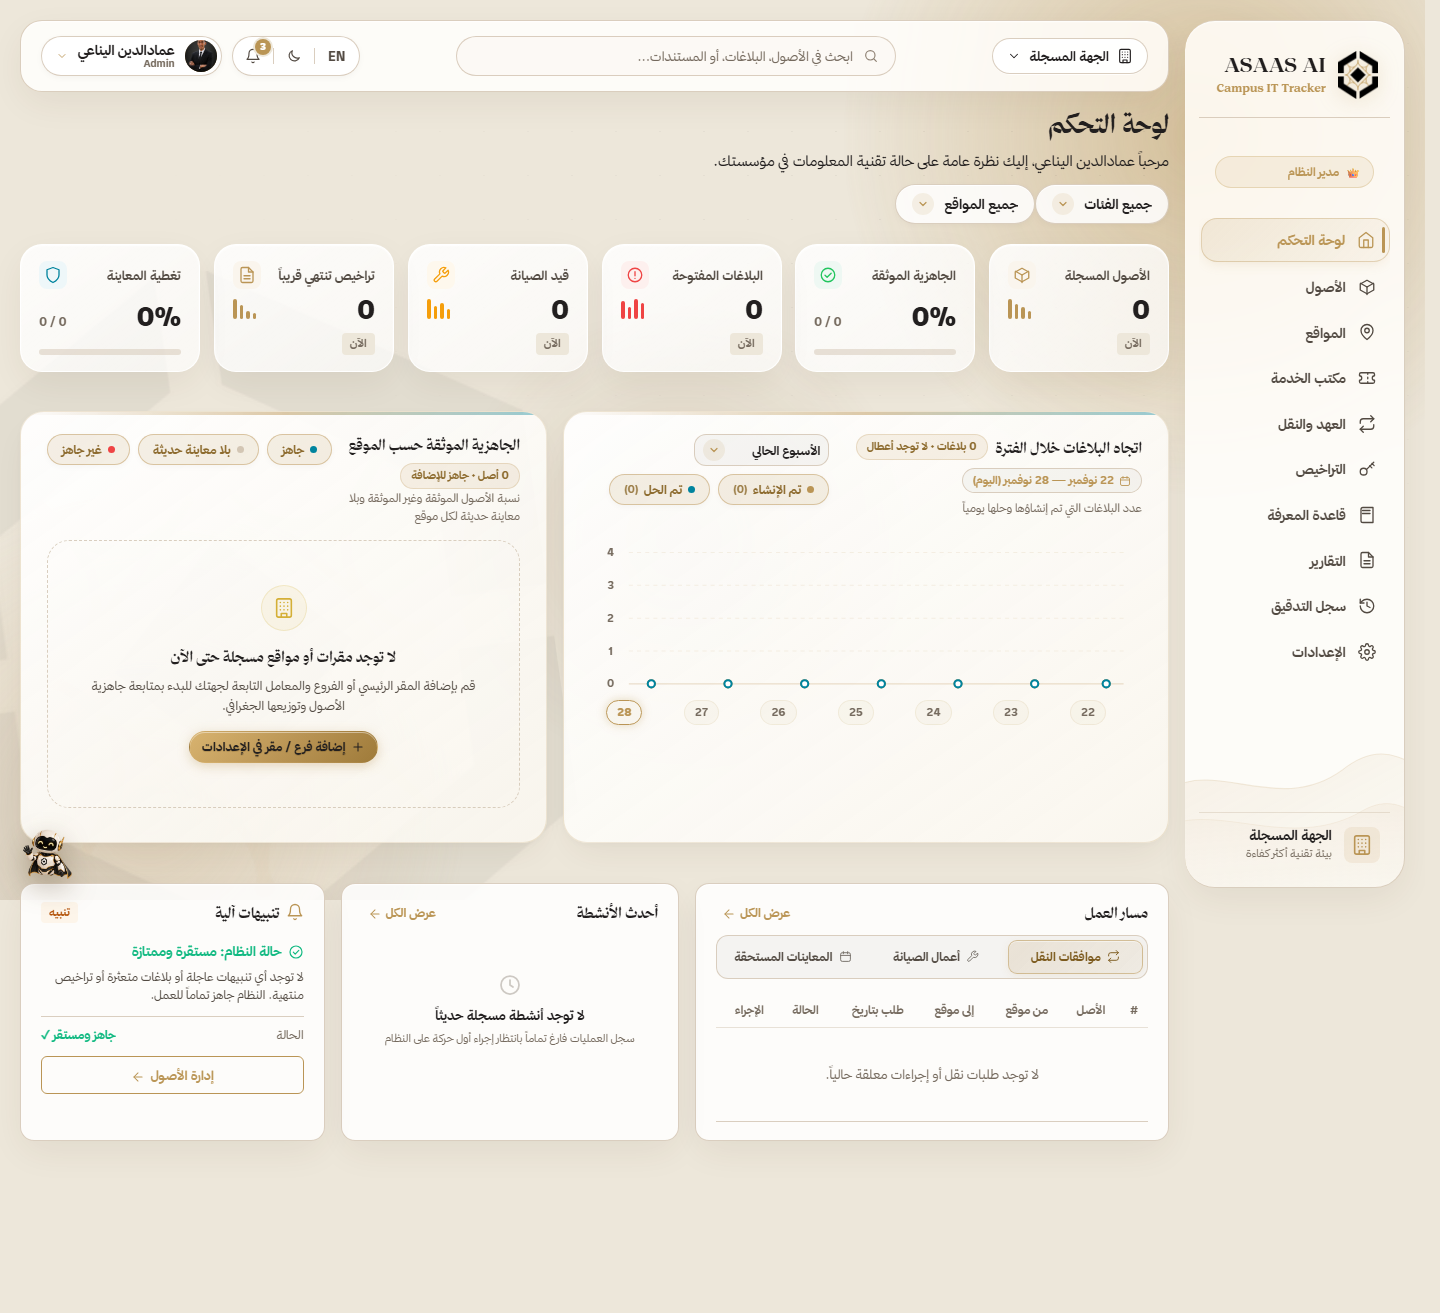 ASAAS AI
Campus IT Tracker
مدير النظام
لوحة التحكم
الأصول
المواقع
مكتب الخدمة
العهد والنقل
التراخيص
قاعدة المعرفة
التقارير
سجل التدقيق
الإعدادات
الجهة المسجلة
بيئة تقنية أكثر كفاءة
الجهة المسجلة
ابحث في الأصول، البلاغات، أو المستندات...
EN
3
عمادالدين اليناعي
Admin
لوحة التحكم
مرحباً عمادالدين اليناعي، إليك نظرة عامة على حالة تقنية المعلومات في مؤسستك.
جميع الفئات
جميع المواقع
الأصول المسجلة
0
الآن
الجاهزية الموثقة
0%
0 / 0
البلاغات المفتوحة
0
الآن
قيد الصيانة
0
الآن
تراخيص تنتهي قريباً
0
الآن
تغطية المعاينة
0%
0 / 0
اتجاه البلاغات خلال الفترة
0 بلاغات • لا توجد أعطال
22 نوفمبر — 28 نوفمبر (اليوم)
عدد البلاغات التي تم إنشاؤها وحلها يومياً
الأسبوع الحالي
تم الإنشاء (0)
تم الحل (0)
4
3
2
1
0
22
23
24
25
26
27
28
الجاهزية الموثقة حسب الموقع
0 أصل • جاهز للإضافة
نسبة الأصول الموثقة وغير الموثقة وبلا
معاينة حديثة لكل موقع
جاهز
بلا معاينة حديثة
غير جاهز
لا توجد مقرات أو مواقع مسجلة حتى الآن
قم بإضافة المقر الرئيسي أو الفروع والمعامل التابعة لجهتك للبدء بمتابعة جاهزية
الأصول وتوزيعها الجغرافي.
+ إضافة فرع / مقر في الإعدادات
مسار العمل
عرض الكل ←
موافقات النقل
أعمال الصيانة
المعاينات المستحقة
# الأصل من موقع إلى موقع طلب بتاريخ الحالة الإجراء
لا توجد طلبات نقل أو إجراءات معلقة حالياً.
أحدث الأنشطة
عرض الكل ←
لا توجد أنشطة مسجلة حديثاً
سجل العمليات فارغ تماماً بانتظار إجراء أول حركة على النظام
تنبيهات آلية
تنبيه
حالة النظام: مستقرة وممتازة
لا توجد أي تنبيهات عاجلة أو بلاغات متعثرة أو تراخيص
منتهية. النظام جاهز تماماً للعمل.
الحالة
جاهز ومستقر ✓
إدارة الأصول ←